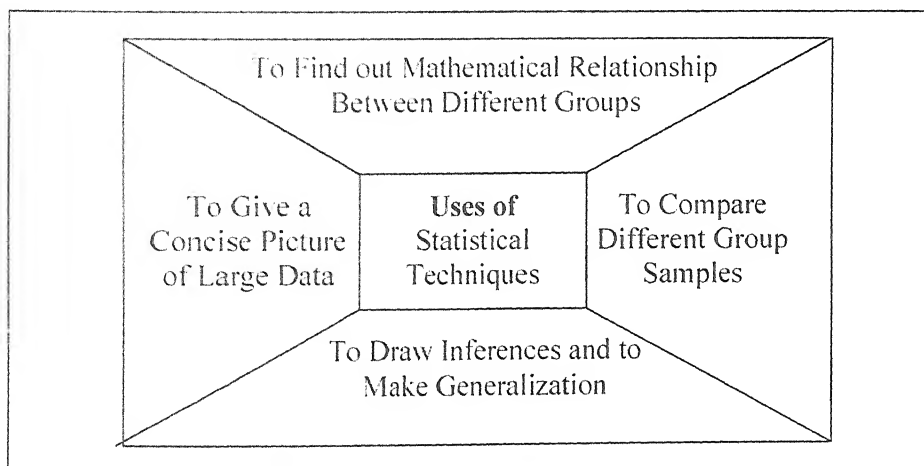 To Find out Mathematical Relationship
Between Different Groups
To Give a
Concise Picture
of Large Data
Uses of
Statistical
Techniques
To Compare
Different Group
Samples
To Draw Inferences and to
Make Generalization